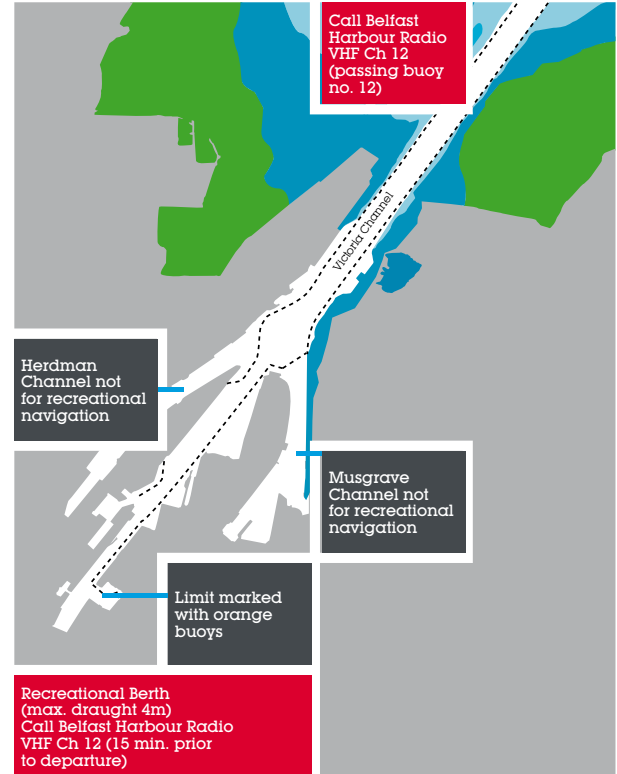 Call Belfast
Harbour Radio
VHF Ch 12
(passing buoy
no. 12)
Victoria Channel
Herdman
Channel not
for recreational
navigation
Musgrave
Channel not
for recreational
navigation
Limit marked
with orange
buoys
Recreational Berth
(max. draught 4m)
Call Belfast Harbour Radio
VHF Ch 12 (15 min. prior
to departure)